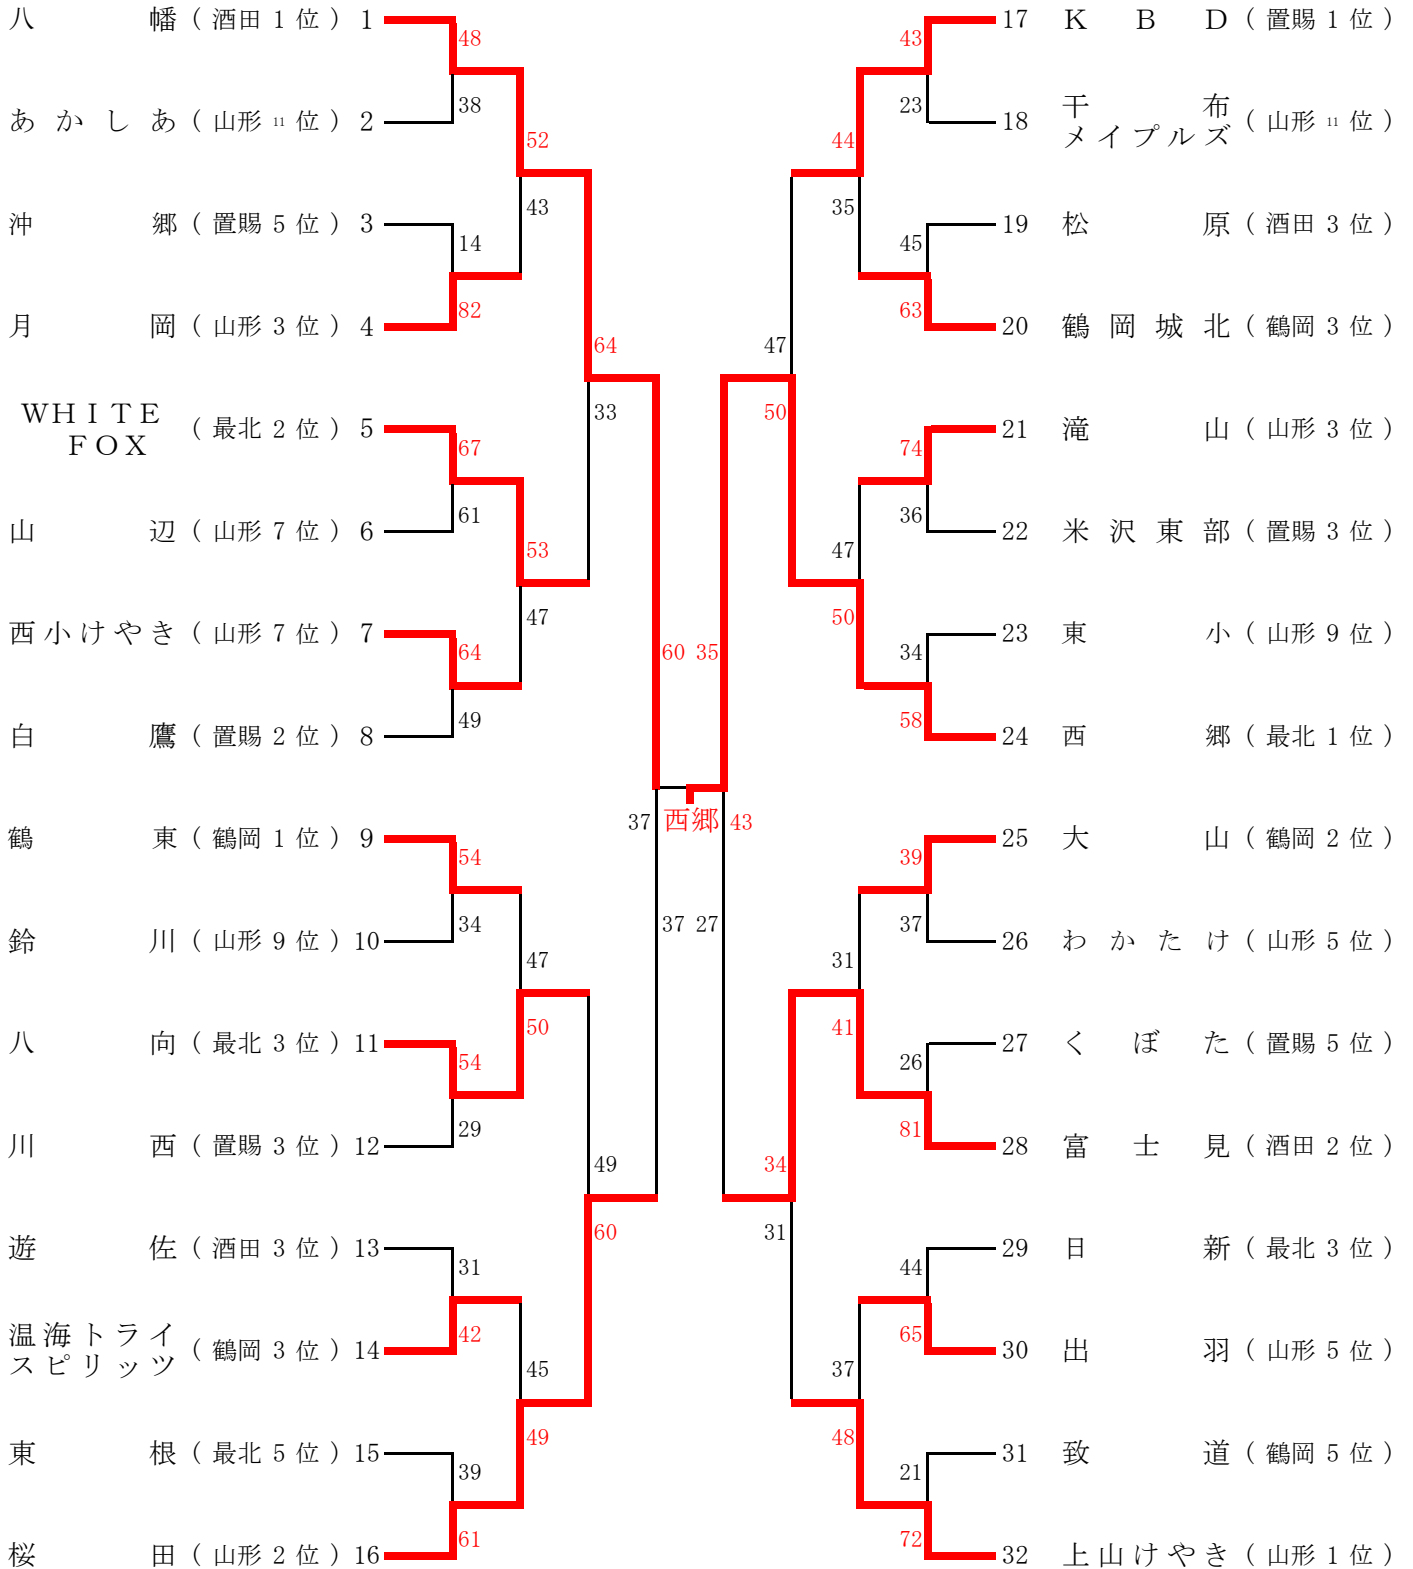 八幡(酒田1位)1
48
38
あかしあ(山形11位)2
52
43
沖郷(置賜5位)3
14
82
月岡(山形3位)4
64
33
WHITE
FOX
(最北2位)5
67
61
山辺(山形7位)6
53
47
西小けやき(山形7位)7
64
49
白鷹(置賜2位)8
60
37
鶴東(鶴岡1位)9
54
34
鈴川(山形9位)10
47
50
八向(最北3位)11
54
29
川西(置賜3位)12
49
60
遊佐(酒田3位)13
31
42
温海トライ
スピリッツ
(鶴岡3位)14
45
49
東根(最北5位)15
39
61
桜田(山形2位)16
37
西郷
43
17 KBD(置賜1位)
43
23
18 干布
メイプルズ
(山形11位)
44
35
19 松原(酒田3位)
45
63
20 鶴岡城北(鶴岡3位)
47
50
21 滝山(山形3位)
74
36
22 米沢東部(置賜3位)
47
50
23 東小(山形9位)
34
58
24 西郷(最北1位)
35
27
25 大山(鶴岡2位)
39
37
26 わかたけ(山形5位)
31
41
27 くぼた(置賜5位)
26
81
28 富士見(酒田2位)
34
31
29 日新(最北3位)
44
65
30 出羽(山形5位)
37
48
31 致道(鶴岡5位)
21
72
32 上山けやき(山形1位)